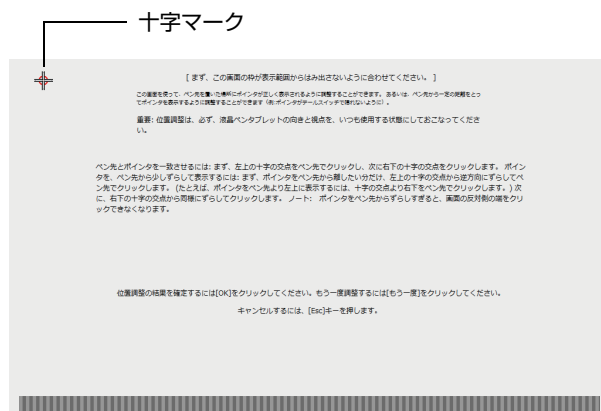 十字マーク
[ まず、この画面の枠が表示範囲からはみ出さないように合わせてください。 ]
この画面を使って、ペン先を置いた場所にポインタが正しく表示されるように調整することができます。 あるいは、ペン先から一定の距離をとっ
てポインタを表示するように調整することができます (例: ポインタがテールスイッチで隠れないように) 。
重要: 位置調整は、必ず、液晶ペンタブレットの向きと視点を、いつも使用する状態にしておこなってくださ
い。
ペン先とポインタを一致させるには: まず、左上の十字の交点をペン先でクリックし、次に右下の十字の交点をクリックします。 ポイン
タを、ペン先から少しずらして表示するには: まず、ポインタをペン先から離したい分だけ、左上の十字の交点から逆方向にずらしてペ
ン先でクリックします。 (たとえば、ポインタをペン先より左上に表示するには、十字の交点より右下をペン先でクリックします。) 次
に、右下の十字の交点から同様にずらしてクリックします。 ノート: ポインタをペン先からずらしすぎると、画面の反対側の端をクリ
ックできなくなります。
位置調整の結果を確定するには[OK]をクリックしてください。もう一度調整するには[もう一度]をクリックしてください。
キャンセルするには、[Esc]キーを押します。